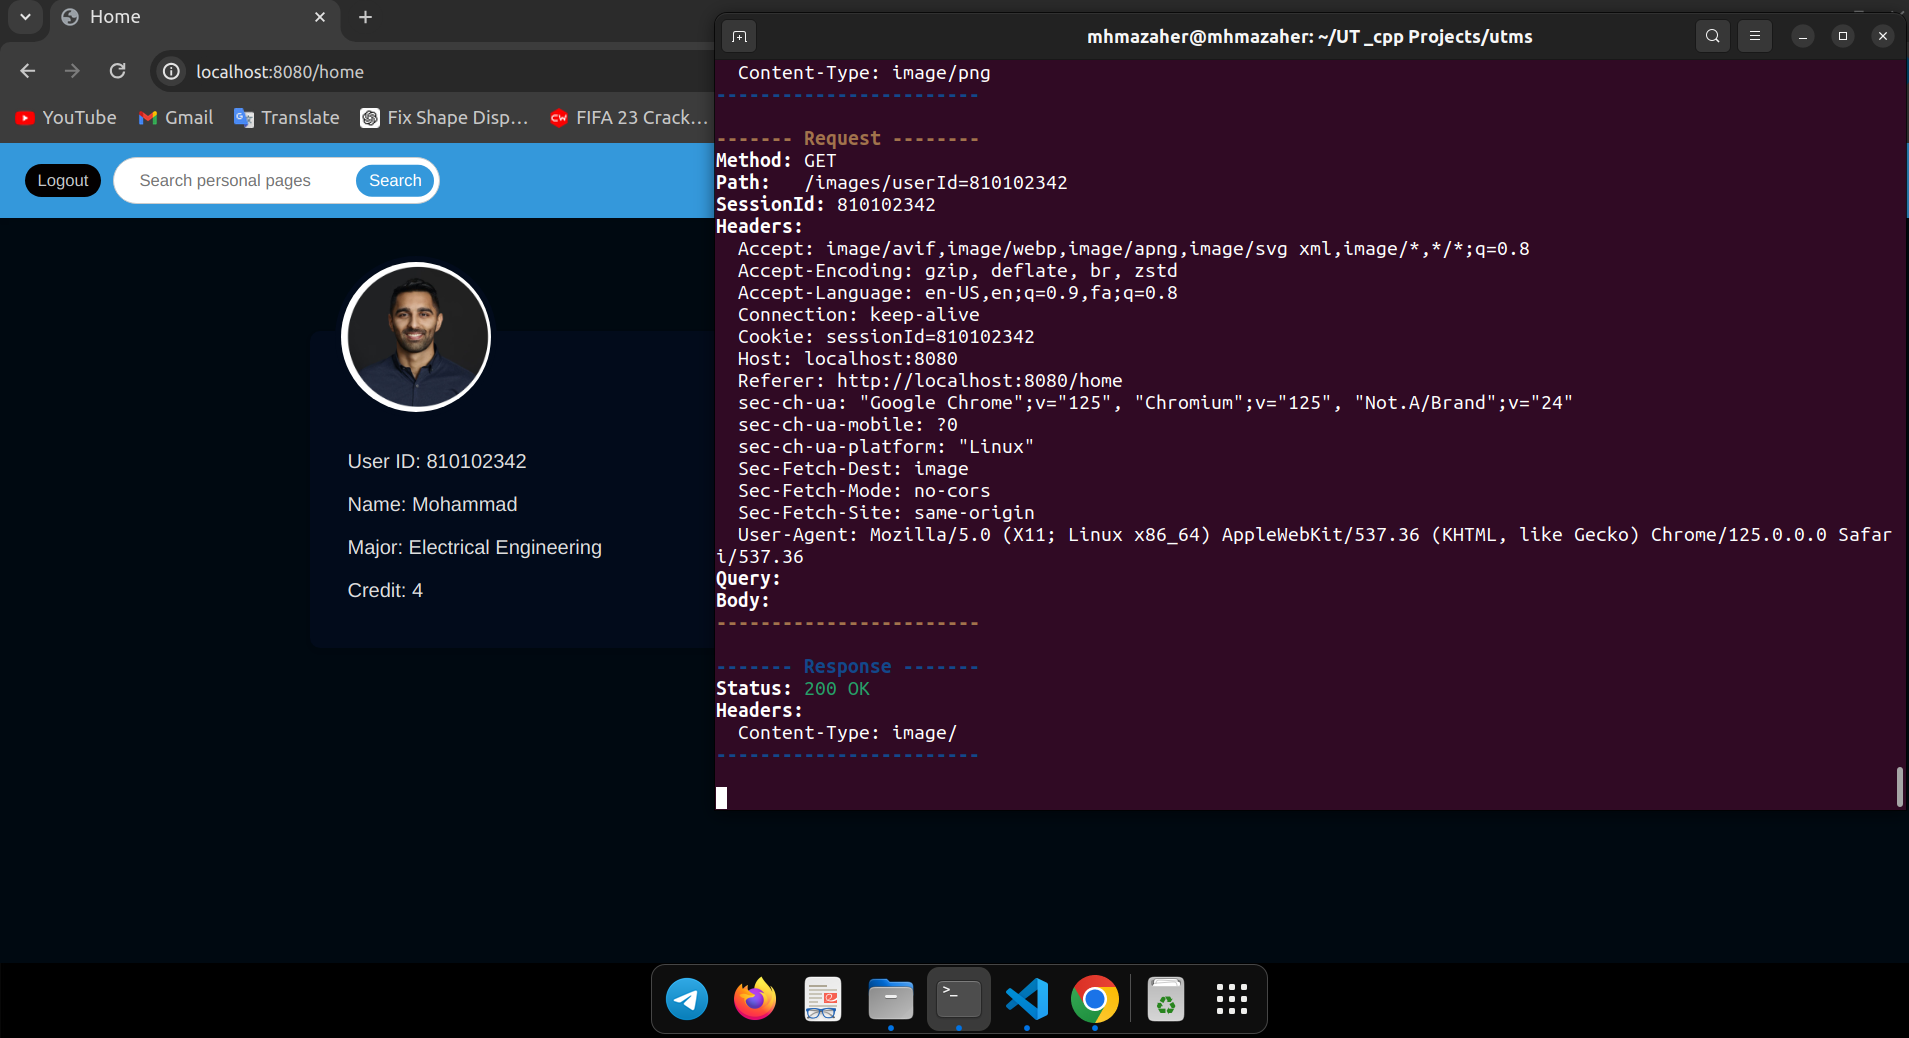 Home
localhost:8080/home
YouTube
Gmail
Translate
Fix Shape Disp...
CW
FIFA 23 Crack...
Logout
Search personal pages
Search
User ID: 810102342
Name: Mohammad
Major: Electrical Engineering
Credit: 4
mhmazaher@mhmazaher: ~/UT _cpp Projects/utms
Content-Type: image/png
------------------------
------- Request --------
Method: GET
Path: /images/userId=810102342
SessionId: 810102342
Headers:
Accept: image/avif,image/webp,image/apng,image/svg xml,image/*,*/*;q=0.8
Accept-Encoding: gzip, deflate, br, zstd
Accept-Language: en-US,en;q=0.9,fa;q=0.8
Connection: keep-alive
Cookie: sessionId=810102342
Host: localhost:8080
Referer: http://localhost:8080/home
sec-ch-ua: "Google Chrome";v="125", "Chromium";v="125", "Not.A/Brand";v="24"
sec-ch-ua-mobile: ?0
sec-ch-ua-platform: "Linux"
Sec-Fetch-Dest: image
Sec-Fetch-Mode: no-cors
Sec-Fetch-Site: same-origin
User-Agent: Mozilla/5.0 (X11; Linux x86_64) AppleWebKit/537.36 (KHTML, like Gecko) Chrome/125.0.0.0 Safar
i/537.36
Query:
Body:
------------------------
------- Response -------
Status: 200 OK
Headers:
Content-Type: image/
------------------------
>_